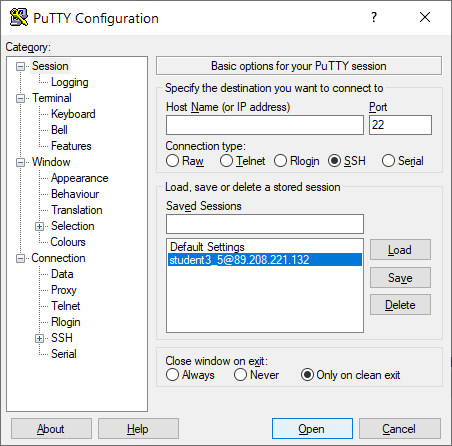 PuTTY Configuration
?
Category:
Session
Logging
Terminal
Keyboard
Bell
Features
Window
Appearance
Behaviour
Translation
Selection
Colours
Connection
Data
Proxy
Telnet
Rlogin
SSH
Serial
Basic options for your PuTTY session
Specify the destination you want to connect to
Host Name (or IP address) Port
22
Connection type:
Raw Telnet Rlogin SSH Serial
Load, save or delete a stored session
Saved Sessions
Default Settings
student3_5@89.208.221.132
Load
Save
Delete
Close window on exit:
Always Never Only on clean exit
About Help Open Cancel